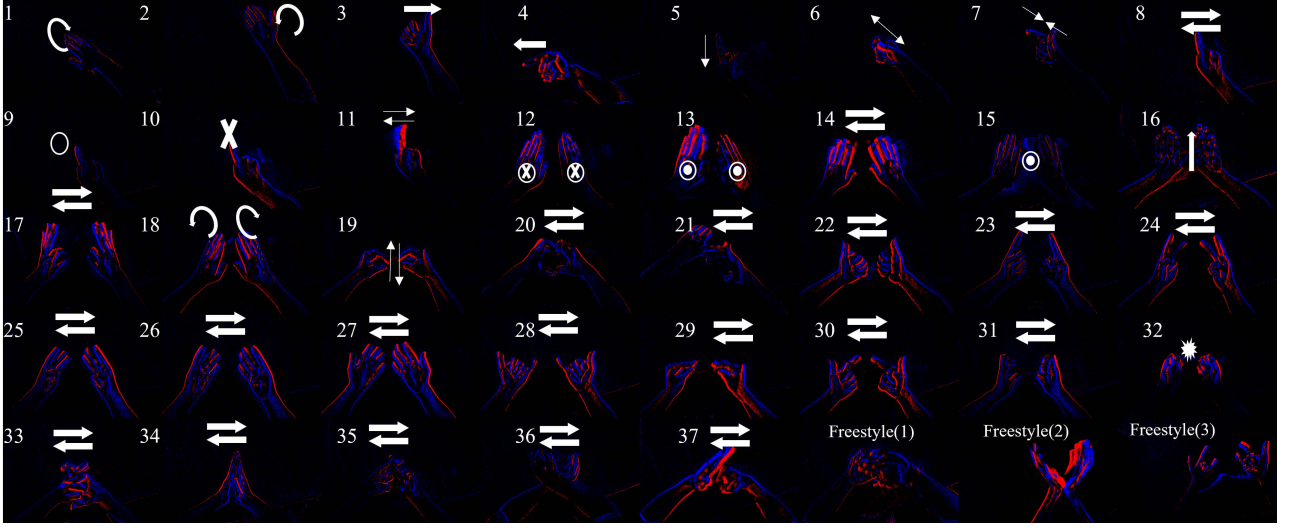 1 2 3 4 5 6 7 8
9 10 11 12 13 14 15 16
17 18 19 20 21 22 23 24
25 26 27 28 29 30 31 32
33 34 35 36 37 Freestyle(1) Freestyle(2) Freestyle(3)